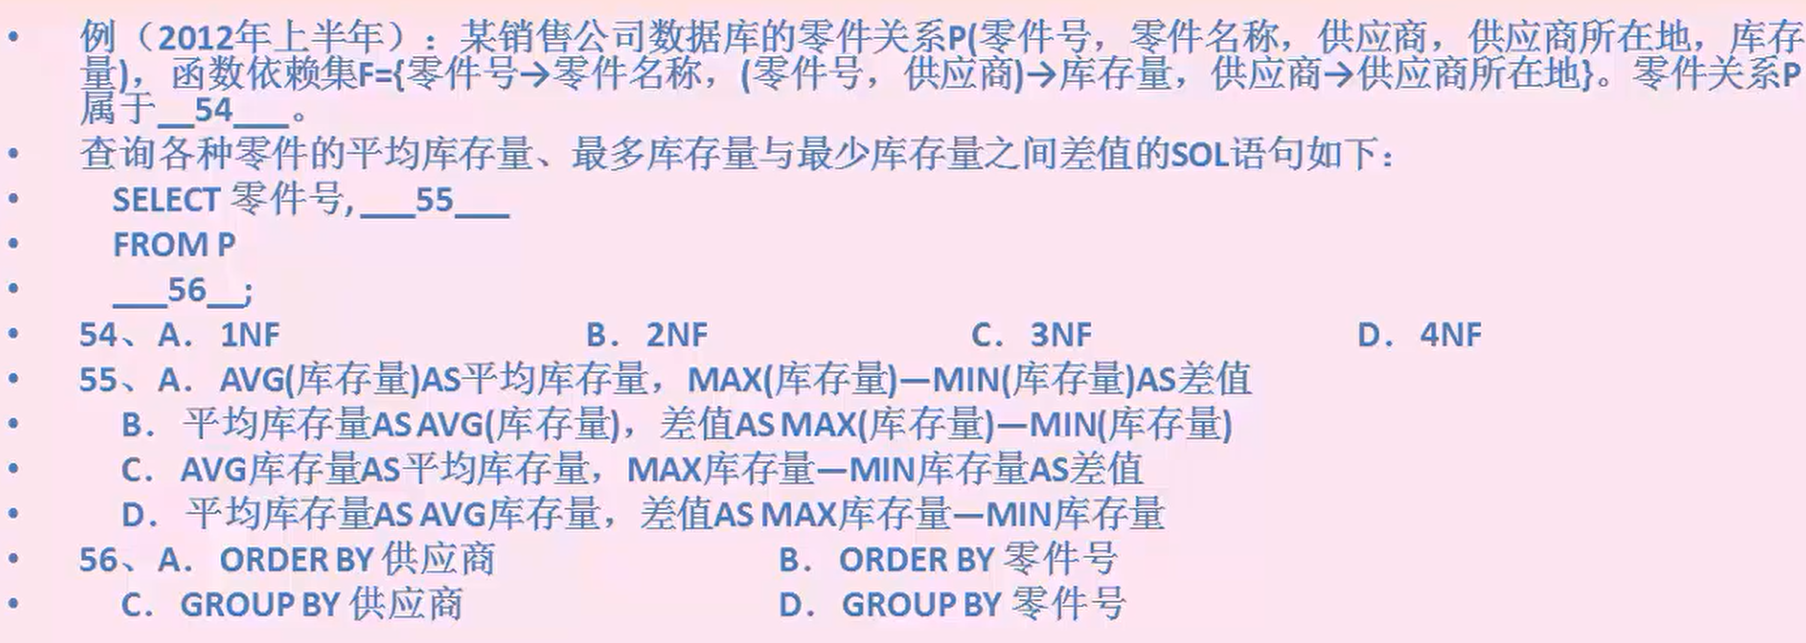 • 例（2012年上半年）：某销售公司数据库的零件关系P(零件号，零件名称，供应商，供应商所在地，库存
量)，函数依赖集F={零件号→零件名称，(零件号，供应商)→库存量，供应商→供应商所在地}。零件关系P
属于__54___。
• 查询各种零件的平均库存量、最多库存量与最少库存量之间差值的SOL语句如下：
• SELECT 零件号,___55___
• FROM P
• ___56__;
• 54、A． 1NF B． 2NF C． 3NF D． 4NF
• 55、A． AVG(库存量)AS平均库存量，MAX(库存量)—MIN(库存量)AS差值
• B． 平均库存量AS AVG(库存量)，差值AS MAX(库存量)—MIN(库存量)
• C． AVG库存量AS平均库存量，MAX库存量—MIN库存量AS差值
• D． 平均库存量AS AVG库存量，差值AS MAX库存量—MIN库存量
• 56、A． ORDER BY 供应商 B． ORDER BY 零件号
• C． GROUP BY 供应商 D． GROUP BY 零件号